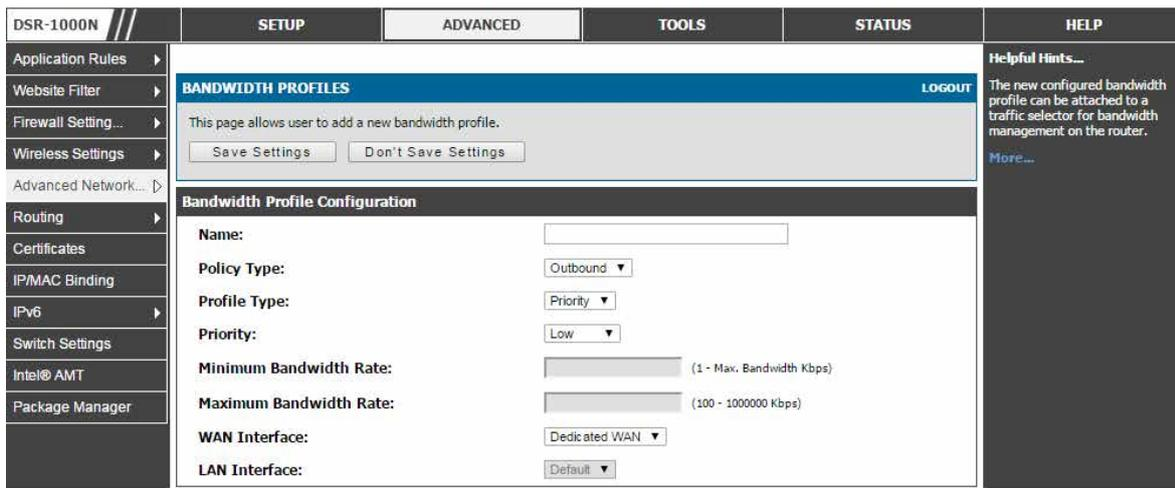 DSR-1000N
SETUP
ADVANCED
TOOLS
STATUS
HELP
Application Rules
Website Filter
Firewall Setting...
Wireless Settings
Advanced Network...
Routing
Certificates
IP/MAC Binding
IPv6
Switch Settings
Intel® AMT
Package Manager
BANDWIDTH PROFILES
LOGOUT
This page allows user to add a new bandwidth profile.
Save Settings
Don't Save Settings
Bandwidth Profile Configuration
Name:
Policy Type: Outbound
Profile Type: Priority
Priority: Low
Minimum Bandwidth Rate: (1 - Max. Bandwidth Kbps)
Maximum Bandwidth Rate: (100 - 1000000 Kbps)
WAN Interface: Dedicated WAN
LAN Interface: Default
Helpful Hints...
The new configured bandwidth
profile can be attached to a
traffic selector for bandwidth
management on the router.
More...